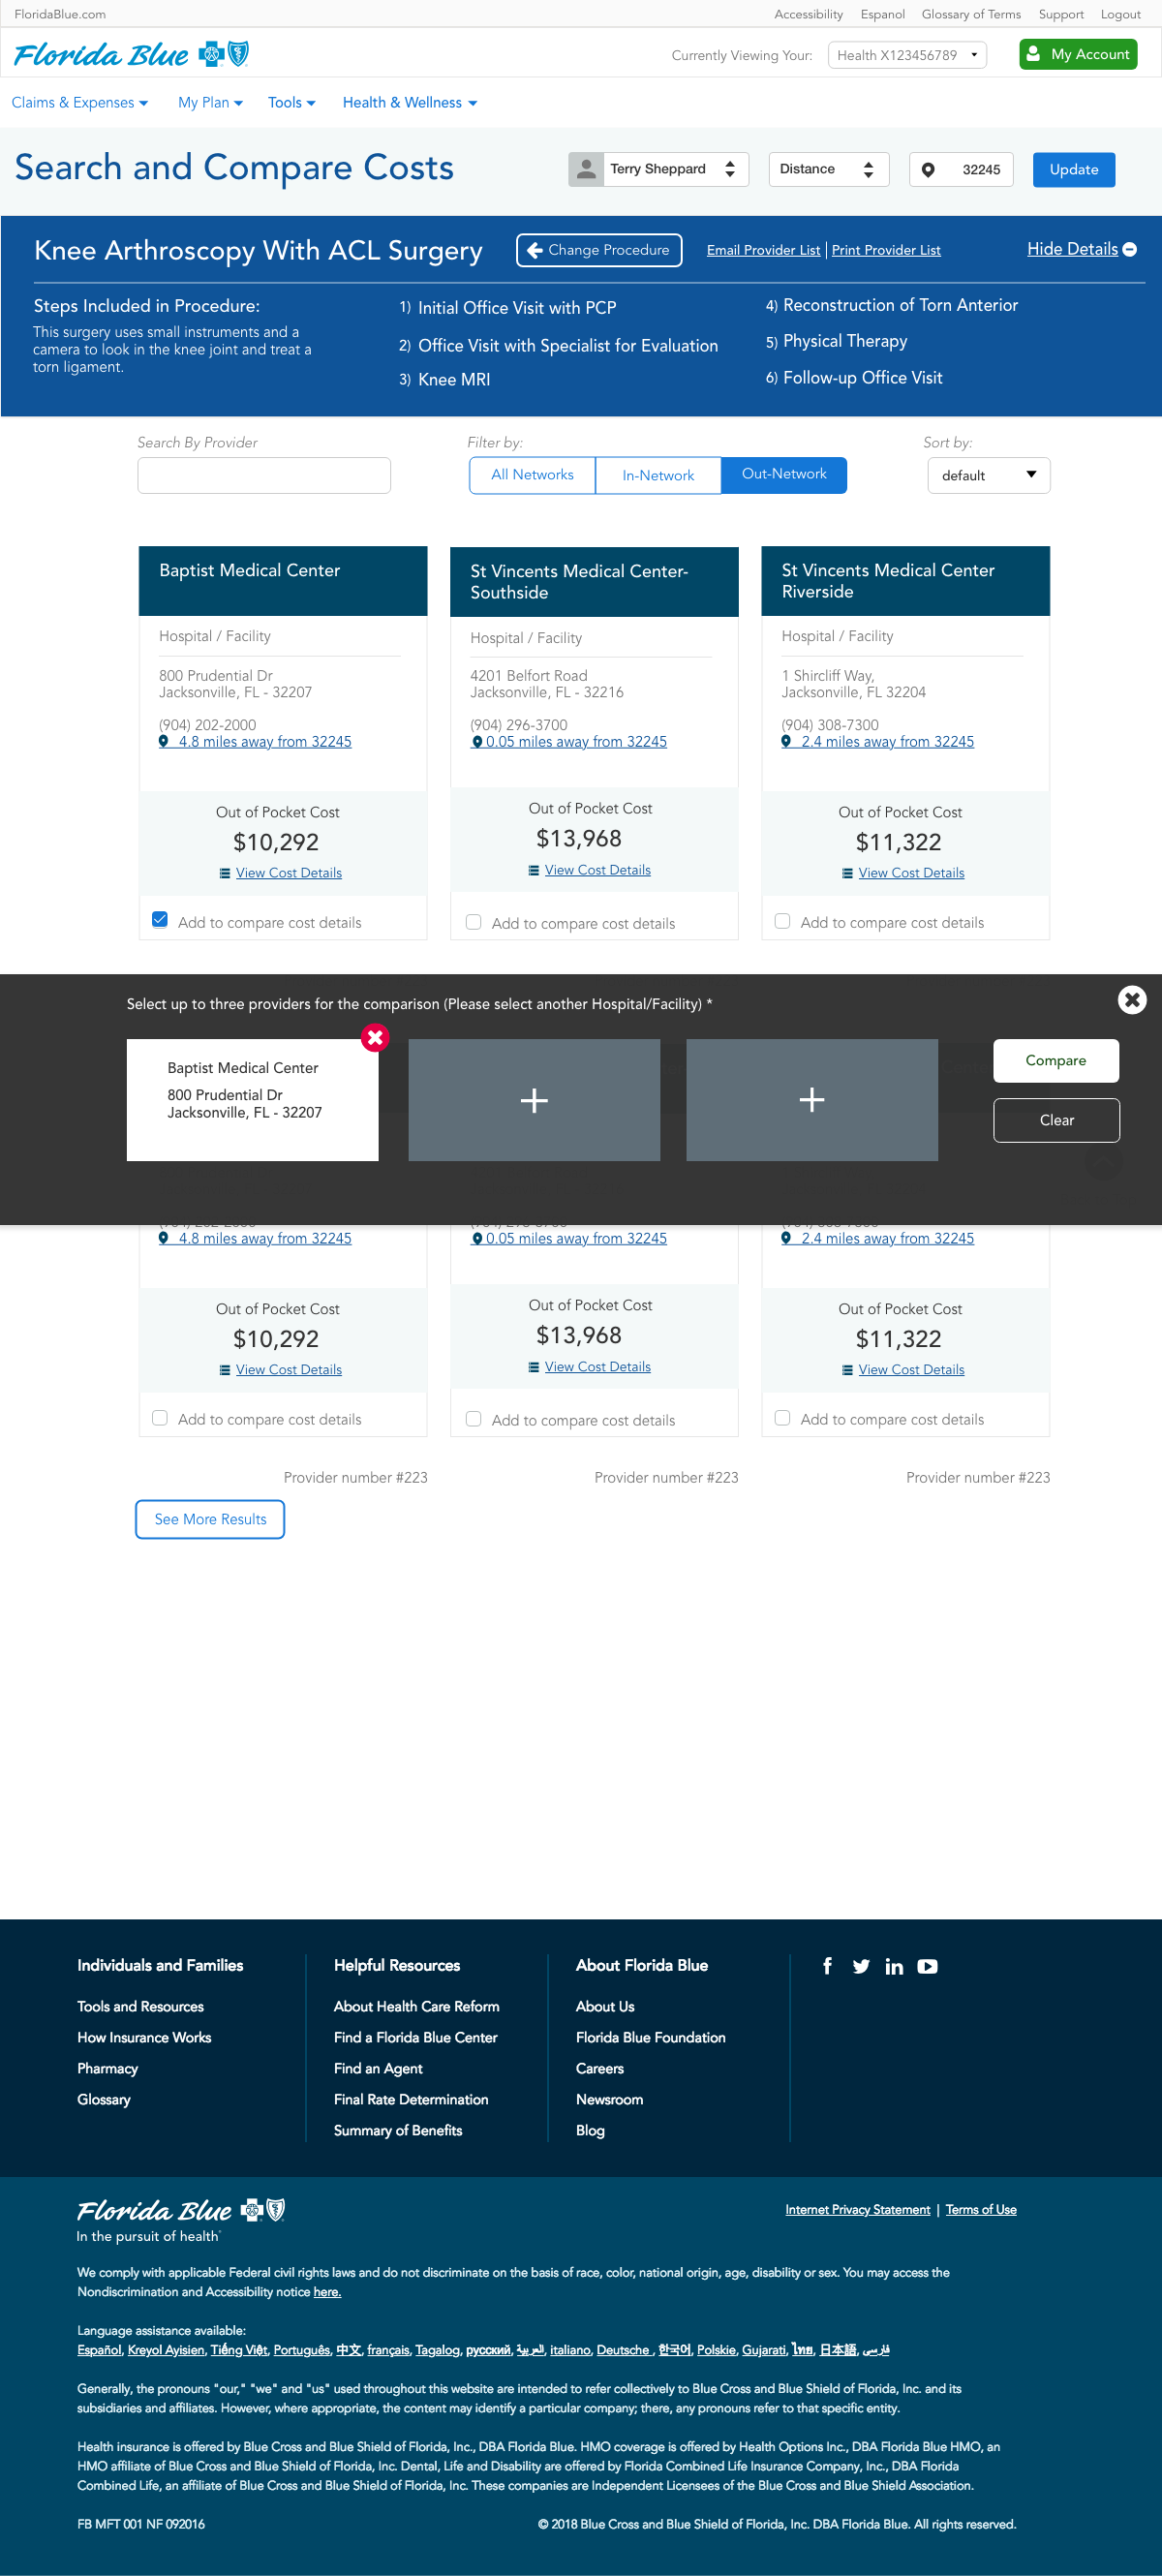 FloridaBlue.com
Accessibility Espanol Glossary of Terms Support Logout
Florida Blue
Currently Viewing Your: Health X123456789 My Account
Claims & Expenses My Plan Tools Health & Wellness
Search and Compare Costs
Terry Sheppard Distance 32245 Update
Knee Arthroscopy With ACL Surgery
Change Procedure
Email Provider List | Print Provider List
Hide Details
Steps Included in Procedure:
This surgery uses small instruments and a
camera to look in the knee joint and treat a
torn ligament.
1) Initial Office Visit with PCP
2) Office Visit with Specialist for Evaluation
3) Knee MRI
4) Reconstruction of Torn Anterior
5) Physical Therapy
6) Follow-up Office Visit
Search By Provider
Filter by:
All Networks In-Network Out-Network
Sort by:
default
Baptist Medical Center
Hospital / Facility
800 Prudential Dr
Jacksonville, FL - 32207
(904) 202-2000
4.8 miles away from 32245
Out of Pocket Cost
$10,292
View Cost Details
Add to compare cost details
St Vincents Medical Center-
Southside
Hospital / Facility
4201 Belfort Road
Jacksonville, FL - 32216
(904) 296-3700
0.05 miles away from 32245
Out of Pocket Cost
$13,968
View Cost Details
Add to compare cost details
St Vincents Medical Center
Riverside
Hospital / Facility
1 Shircliff Way,
Jacksonville, FL 32204
(904) 308-7300
2.4 miles away from 32245
Out of Pocket Cost
$11,322
View Cost Details
Add to compare cost details
Select up to three providers for the comparison (Please select another Hospital/Facility) *
Baptist Medical Center
800 Prudential Dr
Jacksonville, FL - 32207
Compare
Clear
4.8 miles away from 32245
Out of Pocket Cost
$10,292
View Cost Details
Add to compare cost details
Provider number #223
0.05 miles away from 32245
Out of Pocket Cost
$13,968
View Cost Details
Add to compare cost details
Provider number #223
2.4 miles away from 32245
Out of Pocket Cost
$11,322
View Cost Details
Add to compare cost details
Provider number #223
See More Results
Individuals and Families
Tools and Resources
How Insurance Works
Pharmacy
Glossary
Helpful Resources
About Health Care Reform
Find a Florida Blue Center
Find an Agent
Final Rate Determination
Summary of Benefits
About Florida Blue
About Us
Florida Blue Foundation
Careers
Newsroom
Blog
Florida Blue
In the pursuit of health
Internet Privacy Statement | Terms of Use
We comply with applicable Federal civil rights laws and do not discriminate on the basis of race, color, national origin, age, disability or sex. You may access the
Nondiscrimination and Accessibility notice here.
Language assistance available:
Español, Kreyol Ayisien, Tiếng Việt, Português, 中文, français, Tagalog, русский, العربية, italiano, Deutsche , 한국어, Polskie, Gujarati, ไทย, 日本語, فارسی
Generally, the pronouns "our," "we" and "us" used throughout this website are intended to refer collectively to Blue Cross and Blue Shield of Florida, Inc. and its
subsidiaries and affiliates. However, where appropriate, the content may identify a particular company; there, any pronouns refer to that specific entity.
Health insurance is offered by Blue Cross and Blue Shield of Florida, Inc., DBA Florida Blue. HMO coverage is offered by Health Options Inc., DBA Florida Blue HMO, an
HMO affiliate of Blue Cross and Blue Shield of Florida, Inc. Dental, Life and Disability are offered by Florida Combined Life Insurance Company, Inc., DBA Florida
Combined Life, an affiliate of Blue Cross and Blue Shield of Florida, Inc. These companies are Independent Licensees of the Blue Cross and Blue Shield Association.
FB MFT 001 NF 092016
© 2018 Blue Cross and Blue Shield of Florida, Inc. DBA Florida Blue. All rights reserved.